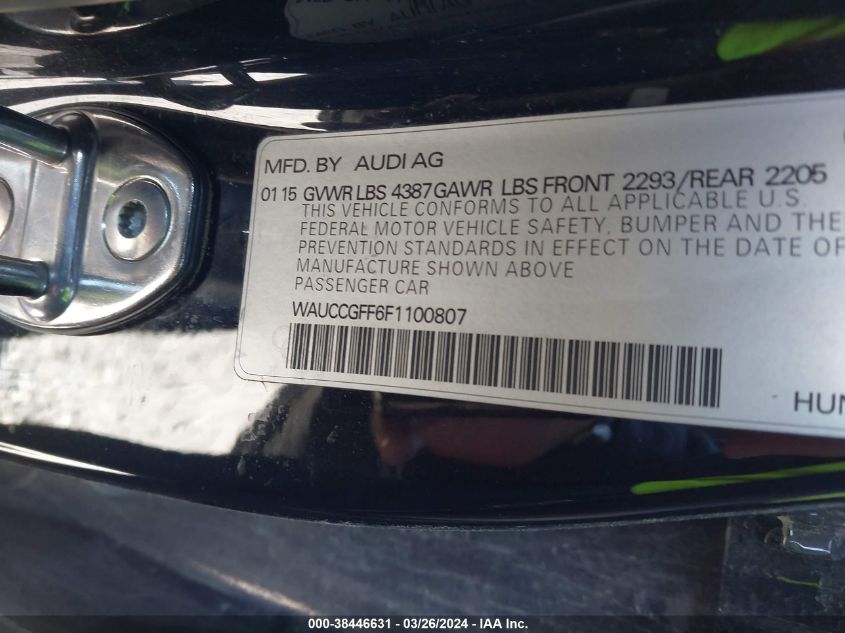 MFD. BY AUDI AG
01 15 GVWR LBS 4387 GAWR LBS FRONT 2293/REAR 2205
THIS VEHICLE CONFORMS TO ALL APPLICABLE U.S.
FEDERAL MOTOR VEHICLE SAFETY, BUMPER AND THE
PREVENTION STANDARDS IN EFFECT ON THE DATE OF
MANUFACTURE SHOWN ABOVE
PASSENGER CAR
WAUCCGFF6F1100807
HUN
000-38446631 / 03/26/2024 - IAA Inc.